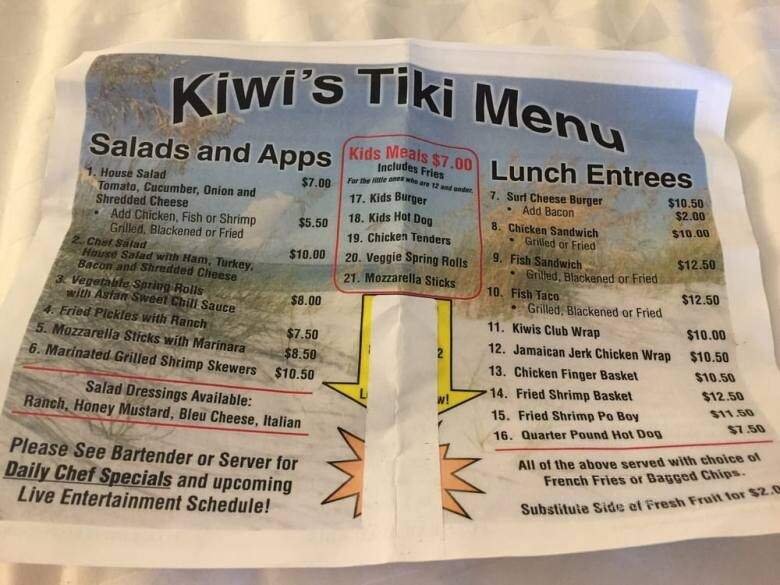 Kiwi's Tiki Menu
Salads and Apps
1. House Salad $7.00
Tomato, Cucumber, Onion and
Shredded Cheese
• Add Chicken, Fish or Shrimp $5.50
Grilled, Blackened or Fried
2. Chef Salad $10.00
House Salad with Ham, Turkey,
Bacon and Shredded Cheese
3. Vegetable Spring Rolls $8.00
with Asian Sweet Chili Sauce
4. Fried Pickles with Ranch $7.50
5. Mozzarella Sticks with Marinara $8.50
6. Marinated Grilled Shrimp Skewers $10.50
Salad Dressings Available:
Ranch, Honey Mustard, Bleu Cheese, Italian
Please See Bartender or Server for
Daily Chef Specials and upcoming
Live Entertainment Schedule!
Kids Meals $7.00
Includes Fries
For the little ones who are 12 and under.
17. Kids Burger
18. Kids Hot Dog
19. Chicken Tenders
20. Veggie Spring Rolls
21. Mozzarella Sticks
2
L w!
Lunch Entrees
7. Surf Cheese Burger $10.50
• Add Bacon $2.00
8. Chicken Sandwich $10.00
• Grilled or Fried
9. Fish Sandwich $12.50
• Grilled, Blackened or Fried
10. Fish Taco $12.50
• Grilled, Blackened or Fried
11. Kiwis Club Wrap $10.00
12. Jamaican Jerk Chicken Wrap $10.50
13. Chicken Finger Basket $10.50
14. Fried Shrimp Basket $12.50
15. Fried Shrimp Po Boy $11.50
16. Quarter Pound Hot Dog $7.50
All of the above served with choice of
French Fries or Bagged Chips.
Substitute Side of Fresh Fruit for $2.0